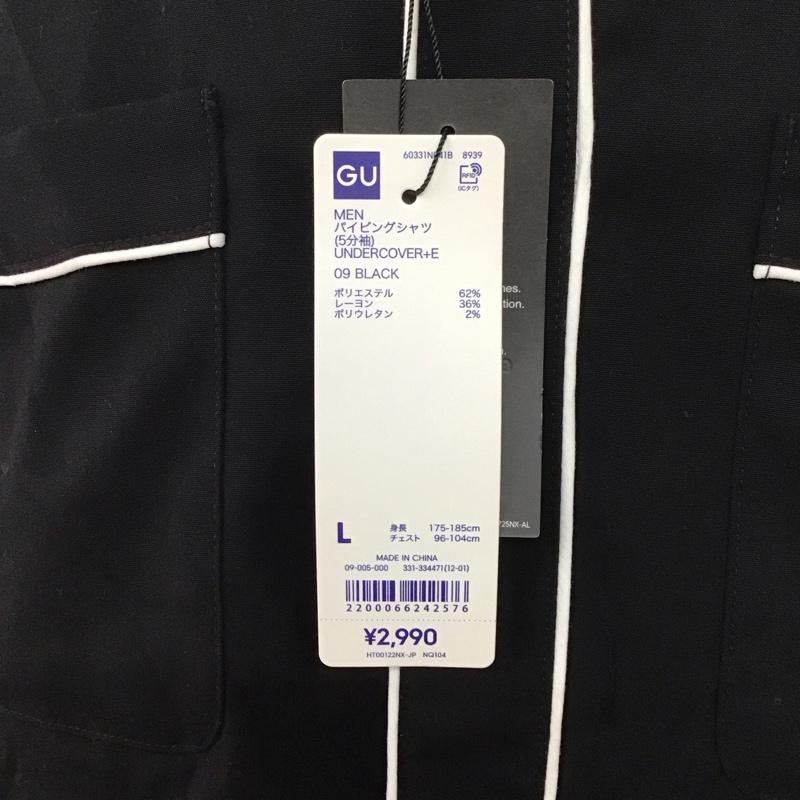 GU
8939
RFID
(ICタグ)
MEN
パイピングシャツ
(5分袖)
UNDERCOVER+E
09 BLACK
ポリエステル 62%
レーヨン 36%
ポリウレタン 2%
L
身長 175-185cm
チェスト 96-104cm
MADE IN CHINA
09-005-000 331-334471(12-01)
2200066242576
¥2,990
HT00122NX-JP NQ104
tion.
725NX-AL